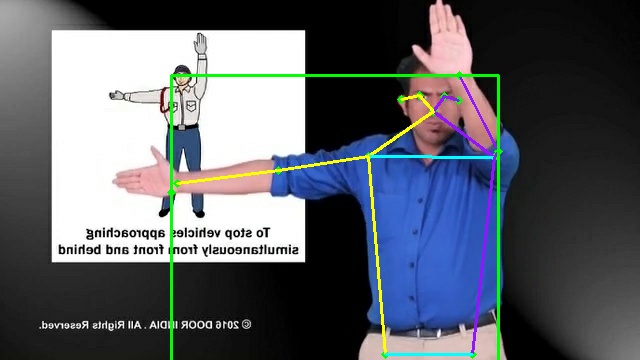 To stop vehicles approaching
simultaneously from front and behind
© 2016 DOOR INDIA . All Rights Reserved.